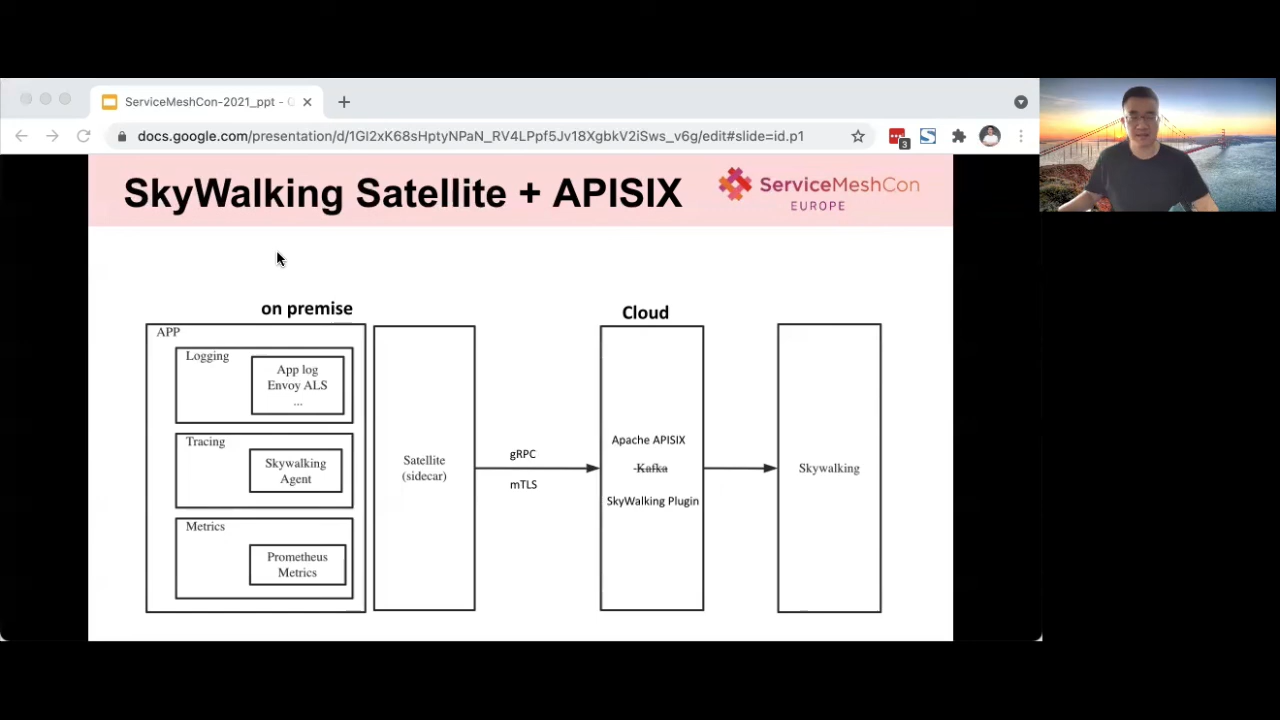 ServiceMeshCon-2021_ppt - G
docs.google.com/presentation/d/1Gl2xK68sHptyNPaN_RV4LPpf5Jv18XgbkV2iSws_v6g/edit#slide=id.p1
3
SkyWalking Satellite + APISIX
ServiceMeshCon
EUROPE
on premise
Cloud
APP
Logging
App log
Envoy ALS
...
Tracing
Skywalking
Agent
Metrics
Prometheus
Metrics
Satellite
(sidecar)
gRPC
mTLS
Apache APISIX
-Kafka
SkyWalking Plugin
Skywalking